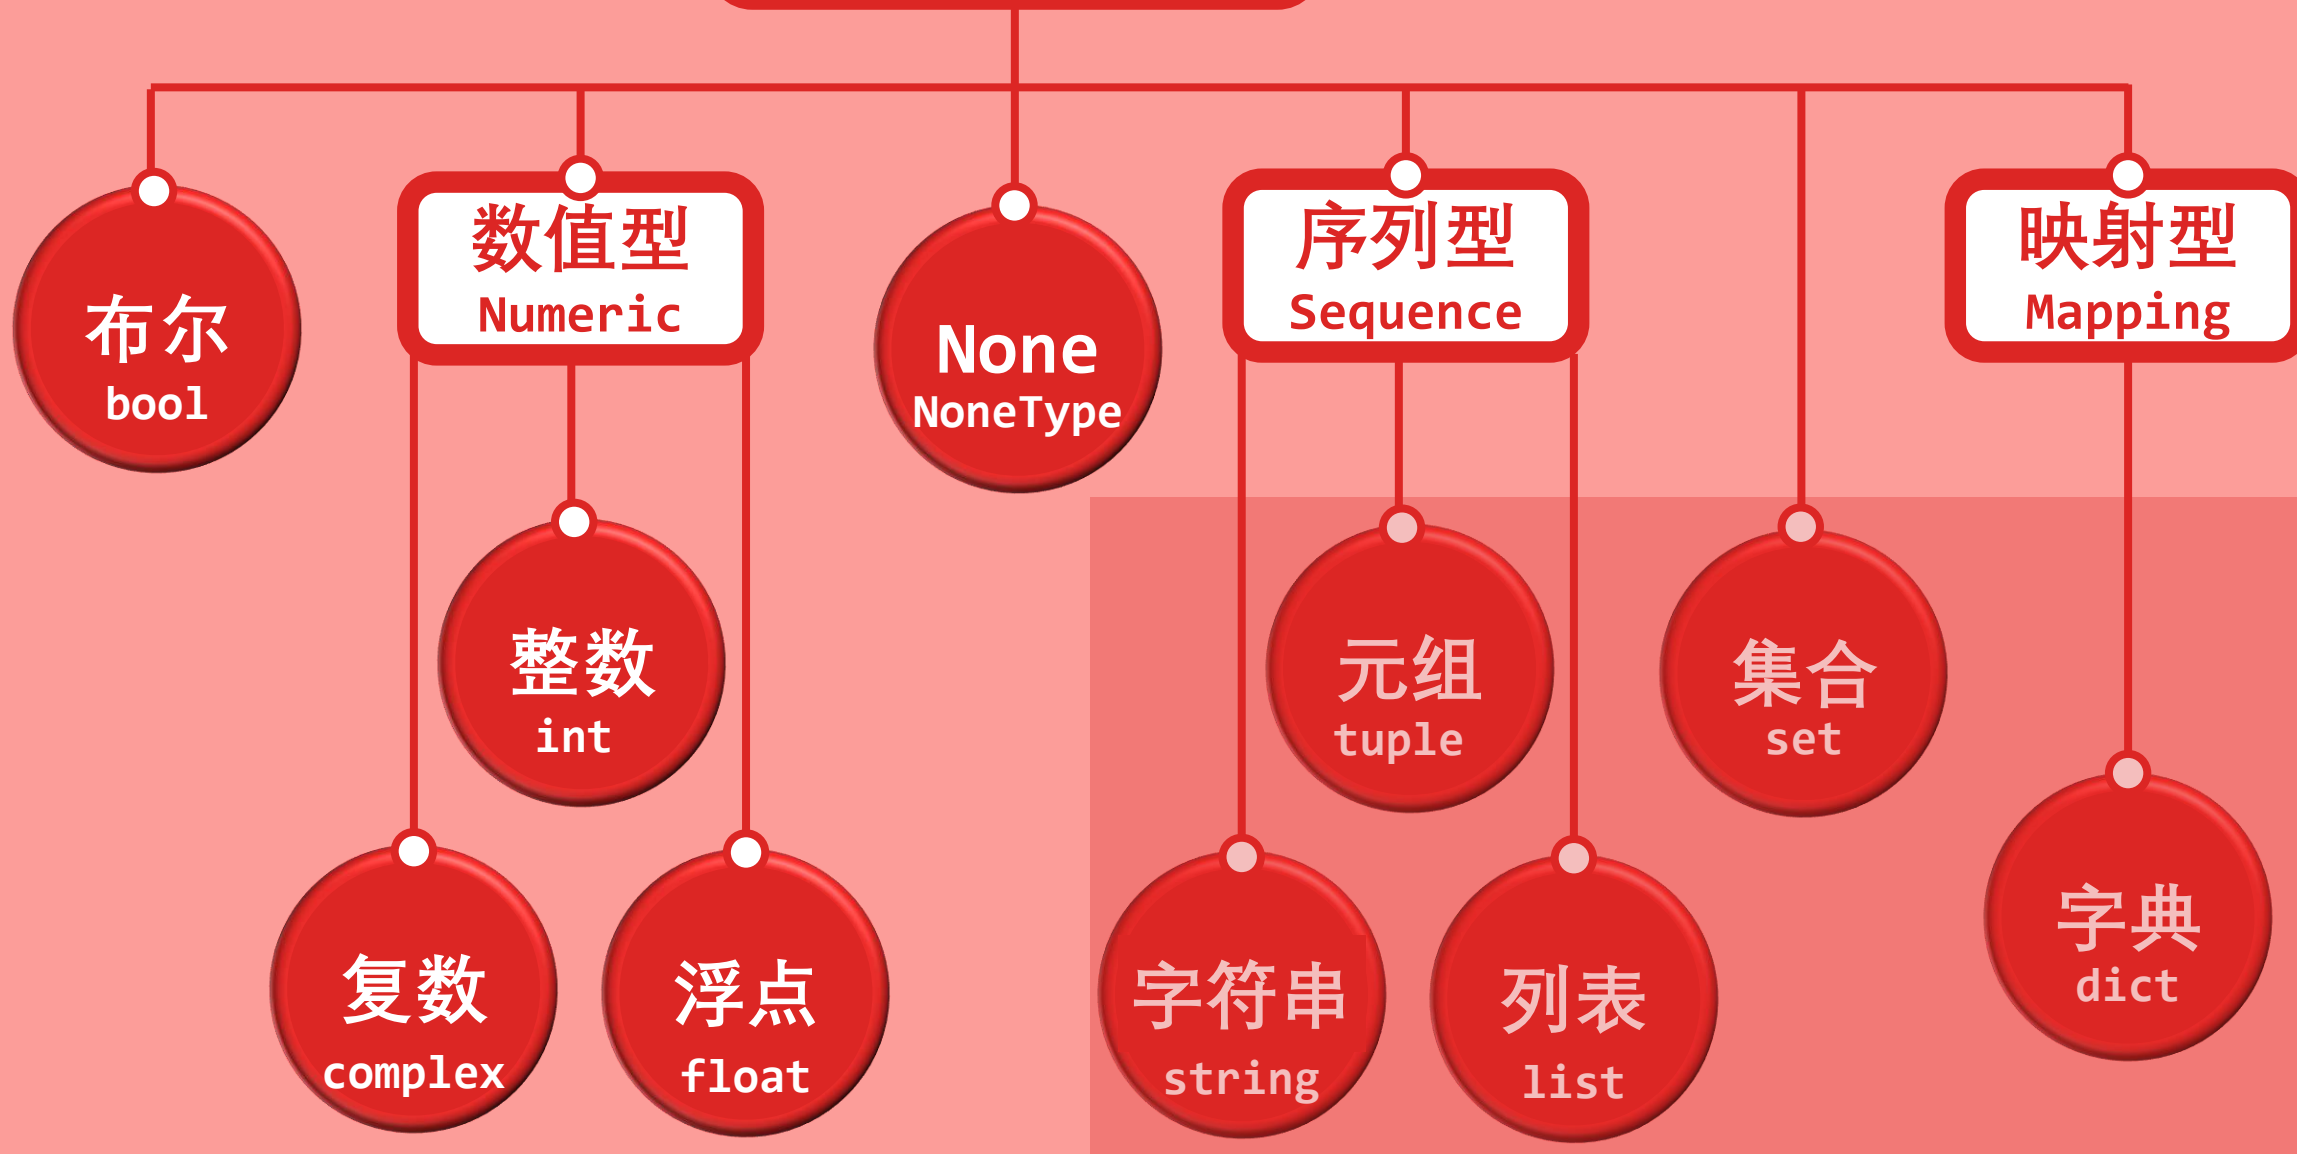 布尔
bool
数值型
Numeric
None
NoneType
序列型
Sequence
映射型
Mapping
整数
int
元组
tuple
集合
set
复数
complex
浮点
float
字符串
string
列表
list
字典
dict